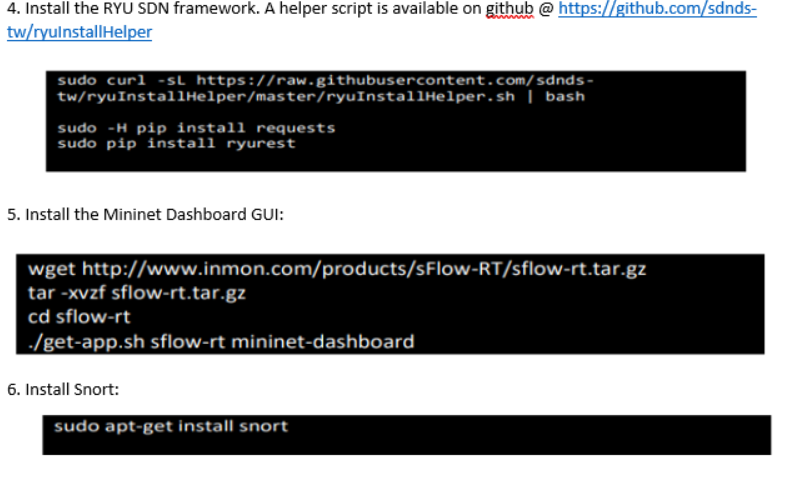 4. Install the RYU SDN framework. A helper script is available on github @ https://github.com/sdnds-
tw/ryuInstallHelper
sudo curl -sL https://raw.githubusercontent.com/sdnds-
tw/ryuInstallHelper/master/ryuInstallHelper.sh | bash
sudo -H pip install requests
sudo pip install ryurest
5. Install the Mininet Dashboard GUI:
wget http://www.inmon.com/products/sFlow-RT/sflow-rt.tar.gz
tar -xvzf sflow-rt.tar.gz
cd sflow-rt
./get-app.sh sflow-rt mininet-dashboard
6. Install Snort:
sudo apt-get install snort